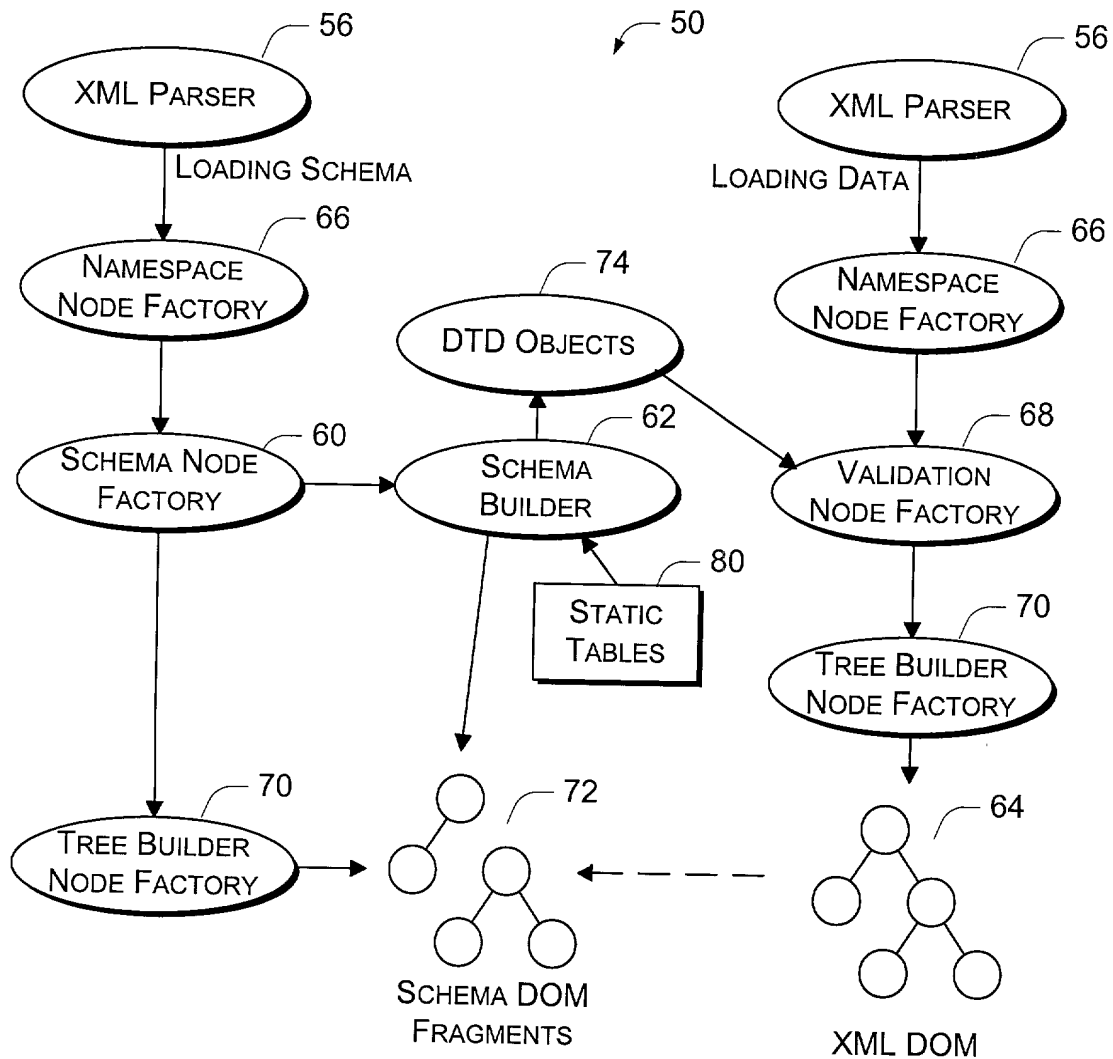 56
XML PARSER
LOADING SCHEMA
66
NAMESPACE
NODE FACTORY
60
SCHEMA NODE
FACTORY
70
TREE BUILDER
NODE FACTORY
50
74
DTD OBJECTS
62
SCHEMA
BUILDER
80
STATIC
TABLES
72
SCHEMA DOM
FRAGMENTS
56
XML PARSER
LOADING DATA
66
NAMESPACE
NODE FACTORY
68
VALIDATION
NODE FACTORY
70
TREE BUILDER
NODE FACTORY
64
XML DOM